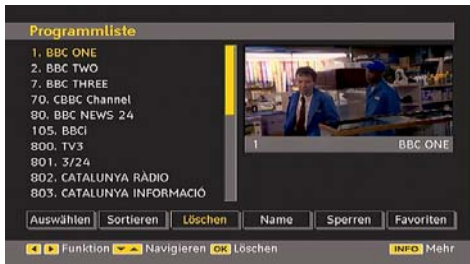 Programmliste
1. BBC ONE
2. BBC TWO
7. BBC THREE
70. CBBC Channel
80. BBC NEWS 24
105. BBCi
800. TV3
801. 3/24
802. CATALUNYA RÀDIO
803. CATALUNYA INFORMACIÓ
1 BBC ONE
Auswählen Sortieren Löschen Name Sperren Favoriten
Funktion Navigieren OK Löschen INFO Mehr